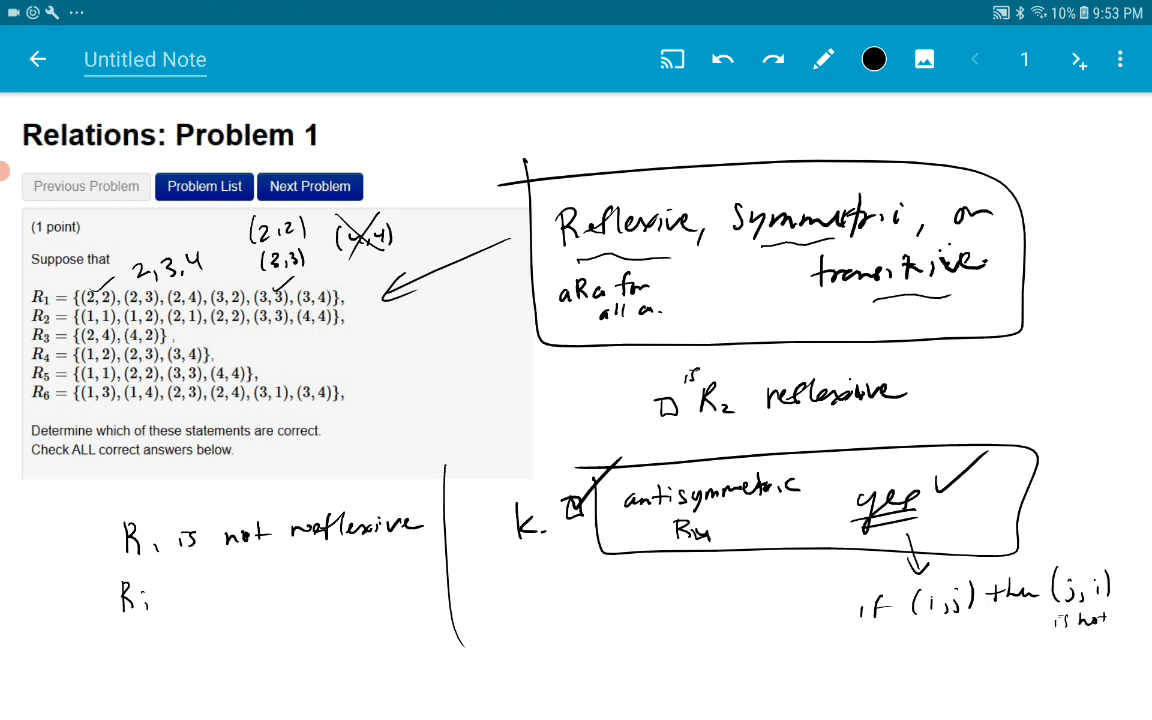 10% 9:53 PM
Untitled Note
1
Relations: Problem 1
Previous Problem Problem List Next Problem
(1 point)
Suppose that
2,3,4
(2,2) (4,4)
(3,3)
R1 = {(2, 2), (2, 3), (2, 4), (3, 2), (3, 3), (3, 4)},
R2 = {(1, 1), (1, 2), (2, 1), (2, 2), (3, 3), (4, 4)},
R3 = {(2, 4), (4, 2)} ,
R4 = {(1, 2), (2, 3), (3, 4)},
R5 = {(1, 1), (2, 2), (3, 3), (4, 4)},
R6 = {(1, 3), (1, 4), (2, 3), (2, 4), (3, 1), (3, 4)},
Determine which of these statements are correct.
Check ALL correct answers below.
Reflexive, Symmetric, or
transitive
aRa for
all a.
is
R2 reflexive
k. antisymmetric yes
R4
if (i,j) then (j,i)
is not
R1 is not reflexive
Ri